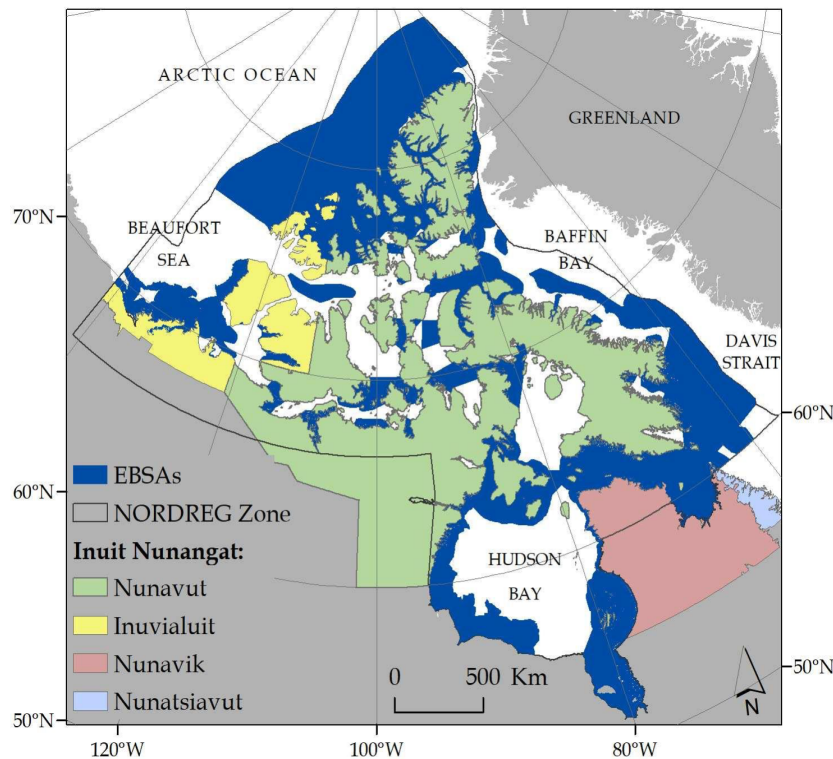 ARCTIC OCEAN
GREENLAND
70°N
BEAUFORT
SEA
BAFFIN
BAY
DAVIS
STRAIT
60°N
60°N
EBSAs
NORDREG Zone
Inuit Nunangat:
Nunavut
Inuvialuit
Nunavik
Nunatsiavut
HUDSON
BAY
0 500 Km
N
50°N
50°N
120°W 100°W 80°W